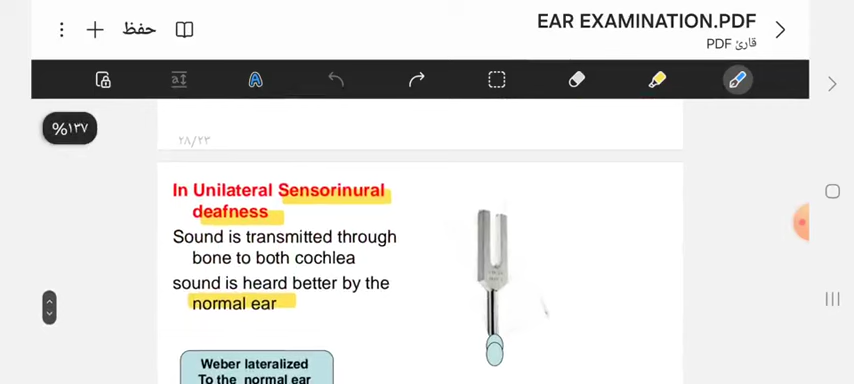 حفظ
EAR EXAMINATION.PDF
قارئ PDF
%١٣٧
٢٨/٢٣
In Unilateral Sensorinural
deafness
Sound is transmitted through
bone to both cochlea
sound is heard better by the
normal ear
Weber lateralized
To the normal ear